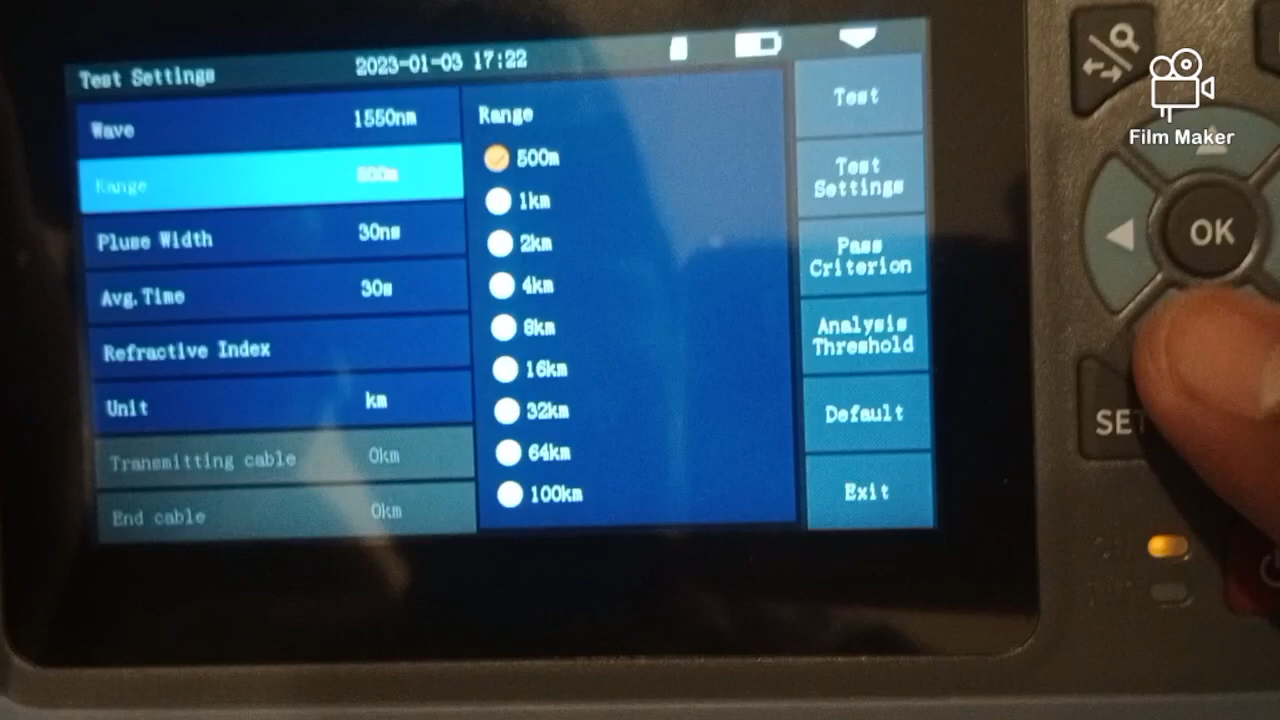 Test Settings 2023-01-03 17:22
Wave 1550nm
Range 500m
Pluse Width 30ns
Avg.Time 30s
Refractive Index
Unit km
Transmitting cable 0km
End cable 0km
Range
500m
1km
2km
4km
8km
16km
32km
64km
100km
Test
Test
Settings
Pass
Criterion
Analysis
Threshold
Default
Exit
Film Maker
OK
SET